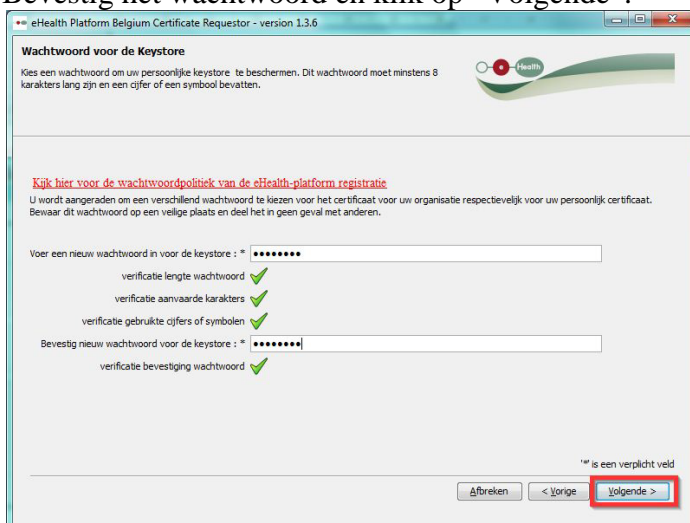 Bevestig het wachtwoord en klik op "Volgende".
eHealth Platform Belgium Certificate Requestor - version 1.3.6
Wachtwoord voor de Keystore
Kies een wachtwoord om uw persoonlijke keystore te beschermen. Dit wachtwoord moet minstens 8
karakters lang zijn en een cijfer of een symbool bevatten.
Health
Kijk hier voor de wachtwoordpolitiek van de eHealth-platform registratie
U wordt aangeraden om een verschillend wachtwoord te kiezen voor het certificaat voor uw organisatie respectievelijk voor uw persoonlijk certificaat.
Bewaar dit wachtwoord op een veilige plaats en deel het in geen geval met anderen.
Voer een nieuw wachtwoord in voor de keystore : * ••••••••
verificatie lengte wachtwoord
verificatie aanvaarde karakters
verificatie gebruikte cijfers of symbolen
Bevestig nieuw wachtwoord voor de keystore : * ••••••••
verificatie bevestiging wachtwoord
'*' is een verplicht veld
Afbreken < Vorige Volgende >